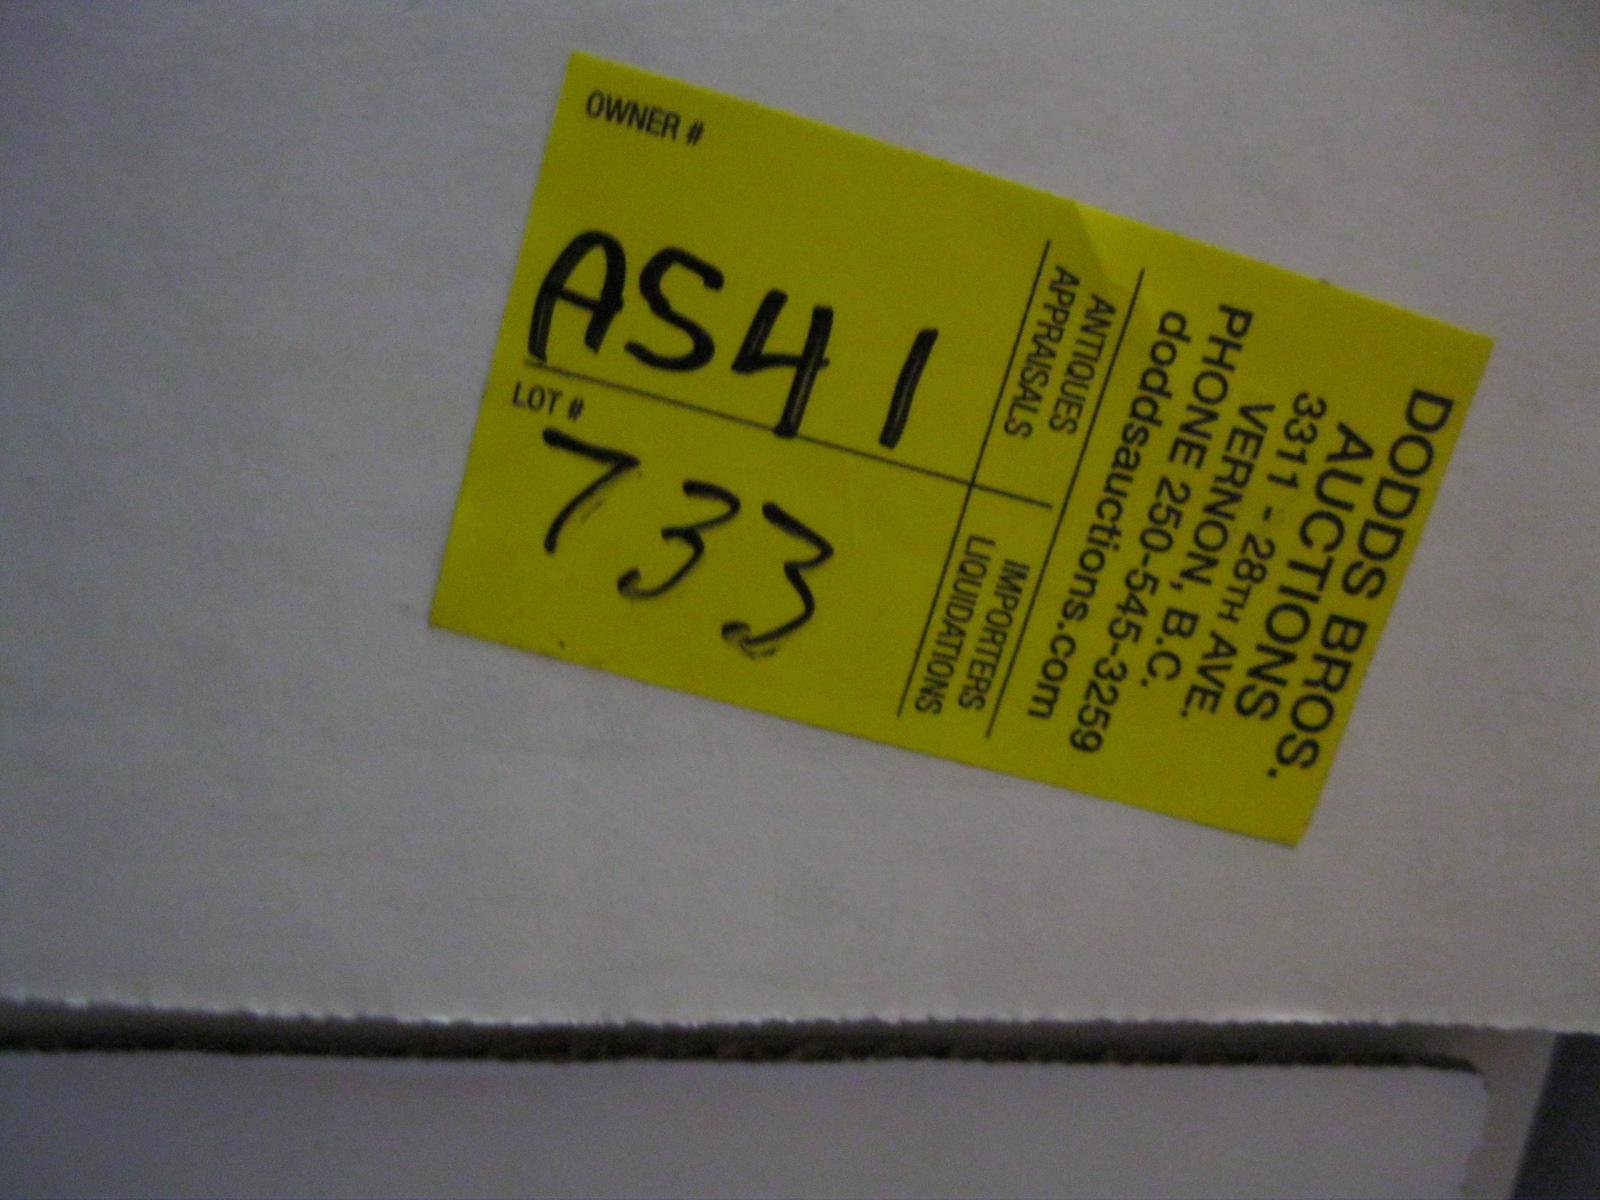 DODDS BROS.
AUCTIONS
3311 - 28TH AVE.
VERNON, B.C.
PHONE 250-545-3259
doddsauctions.com
ANTIQUES
APPRAISALS
IMPORTERS
LIQUIDATIONS
OWNER #
AS41
LOT #
733